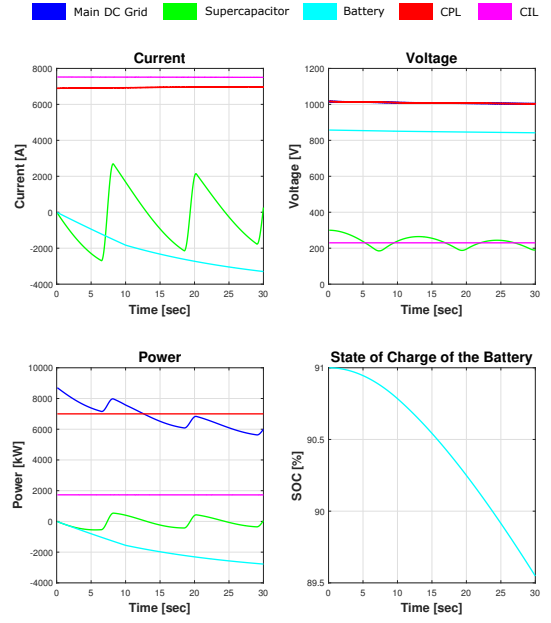 Main DC Grid Supercapacitor Battery CPL CIL
Current Voltage
8000
6000
4000
2000
0
-2000
-4000
Current [A]
0 5 10 15 20 25 30
Time [sec]
1200
1000
800
600
400
200
0
Voltage [V]
0 5 10 15 20 25 30
Time [sec]
Power State of Charge of the Battery
10000
8000
6000
4000
2000
0
-2000
-4000
Power [kW]
0 5 10 15 20 25 30
Time [sec]
91
90.5
90
89.5
SOC [%]
0 5 10 15 20 25 30
Time [sec]